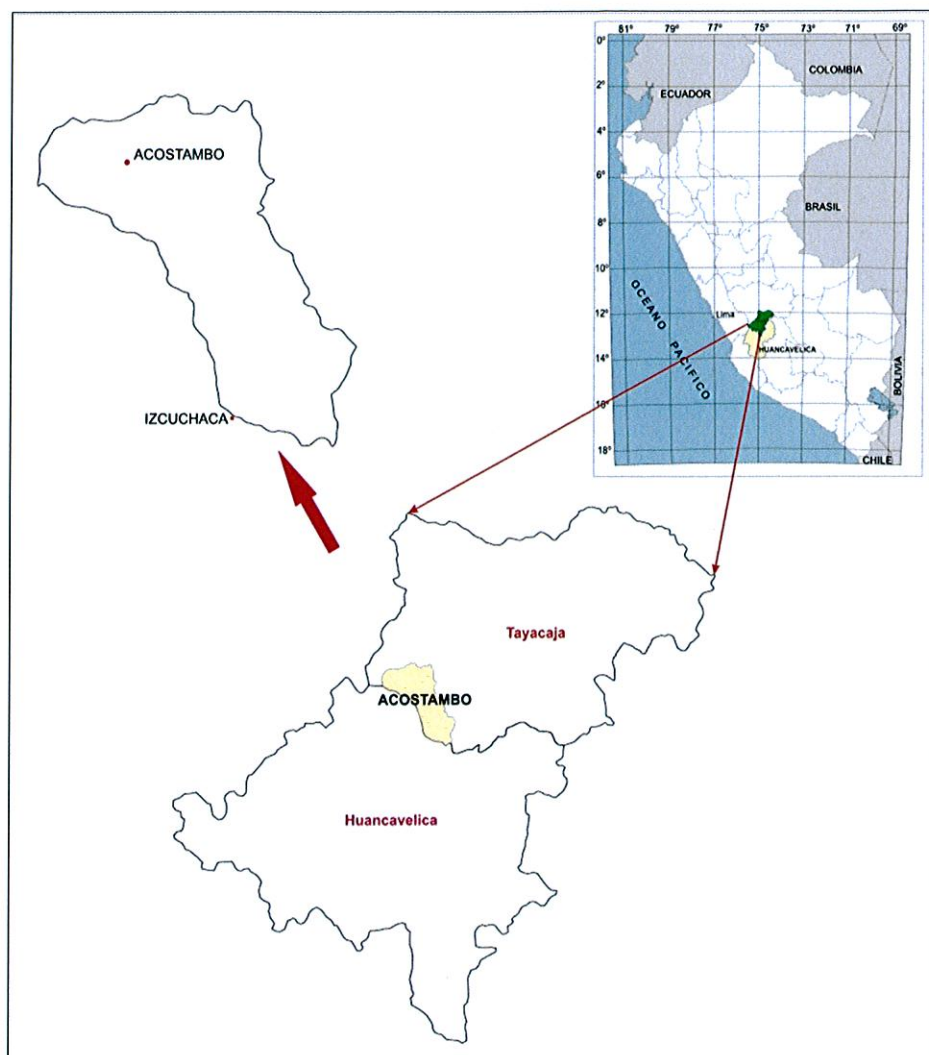 81° 79° 77° 75° 73° 71° 69°
0°
COLOMBIA
2°
ECUADOR
4°
6°
BRASIL
8°
10°
12°
Lima
HUANCAVELICA
14°
16°
18°
OCEANO PACIFICO
BOLIVIA
CHILE
ACOSTAMBO
IZCUCHACA
Tayacaja
ACOSTAMBO
Huancavelica